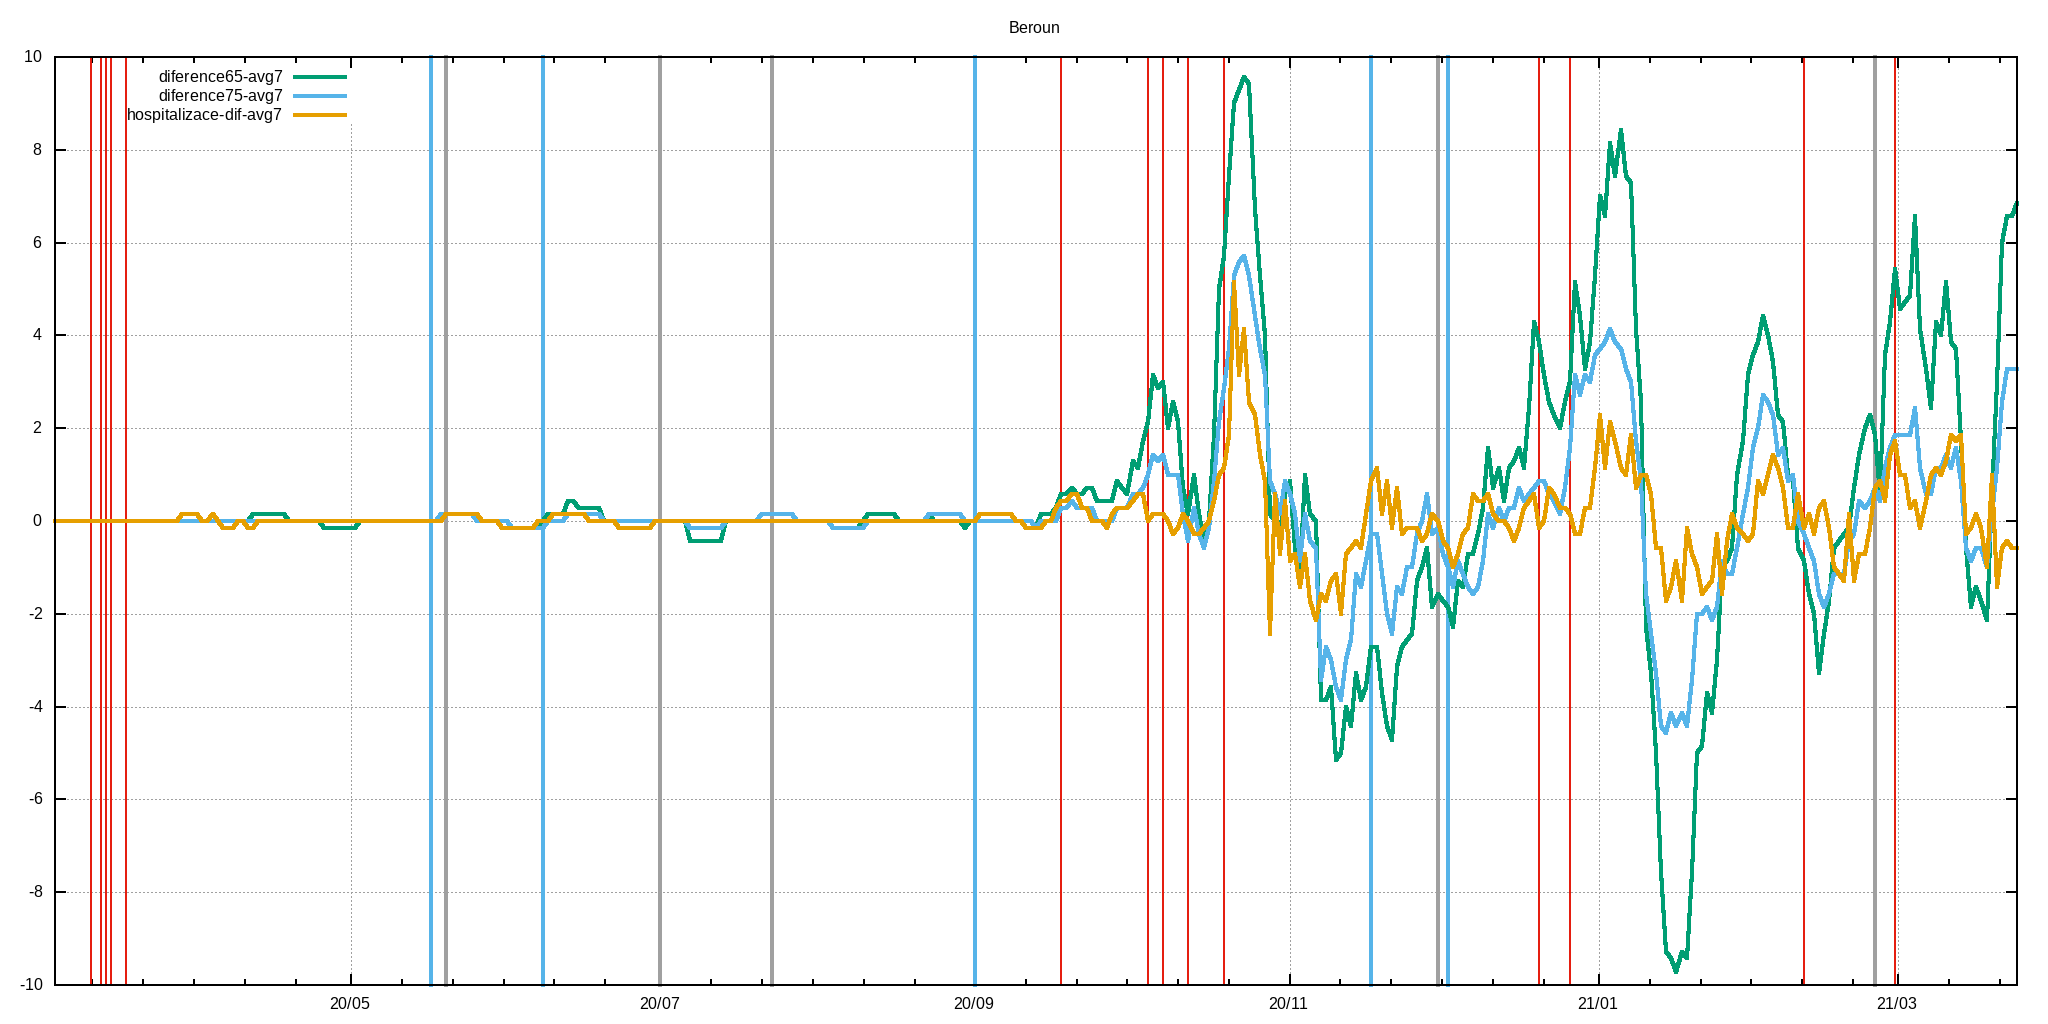 Beroun
diference65-avg7
diference75-avg7
hospitalizace-dif-avg7
10
8
6
4
2
0
-2
-4
-6
-8
-10
20/05 20/07 20/09 20/11 21/01 21/03